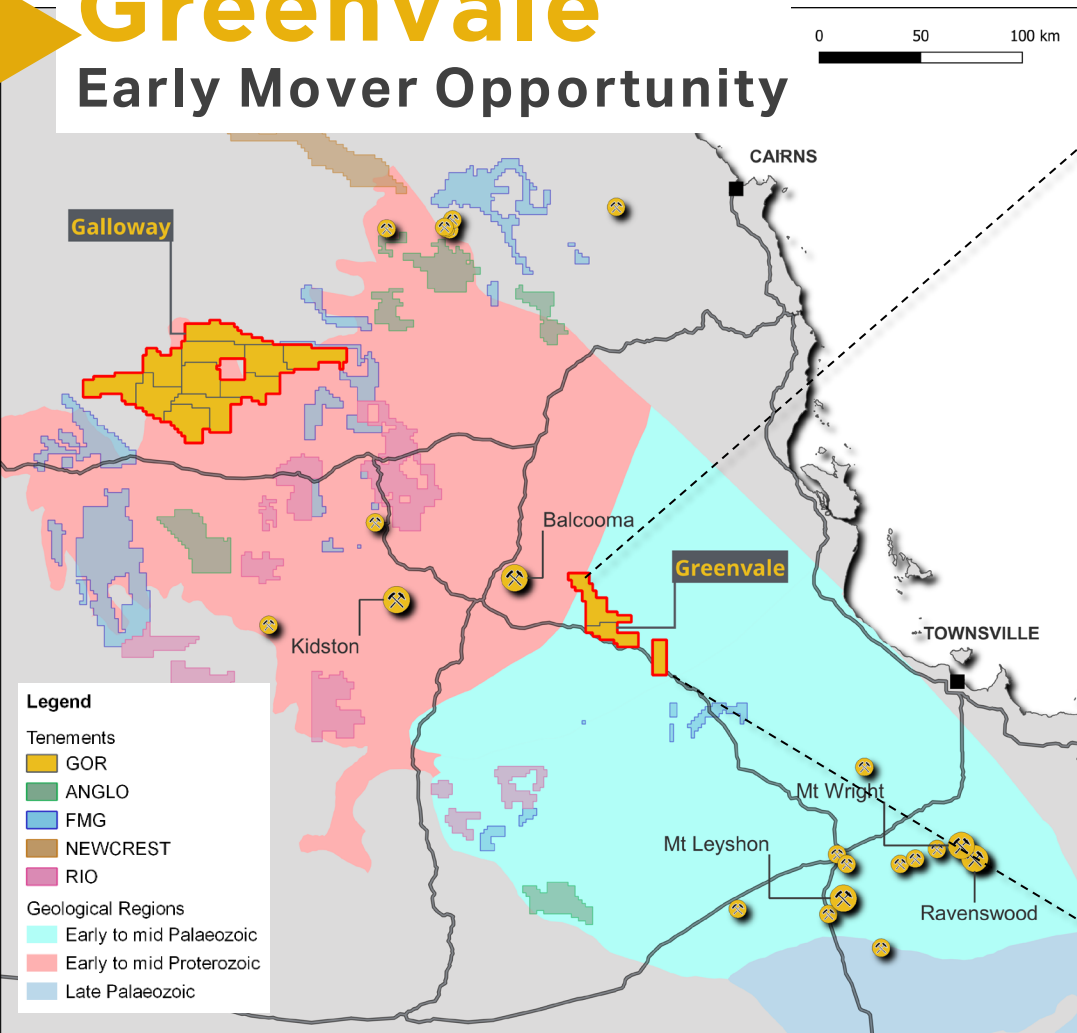 Greenvale
Early Mover Opportunity
0 50 100 km
CAIRNS
Galloway
Balcooma
Greenvale
Kidston
TOWNSVILLE
Mt Wright
Mt Leyshon
Ravenswood
Legend
Tenements
GOR
ANGLO
FMG
NEWCREST
RIO
Geological Regions
Early to mid Palaeozoic
Early to mid Proterozoic
Late Palaeozoic